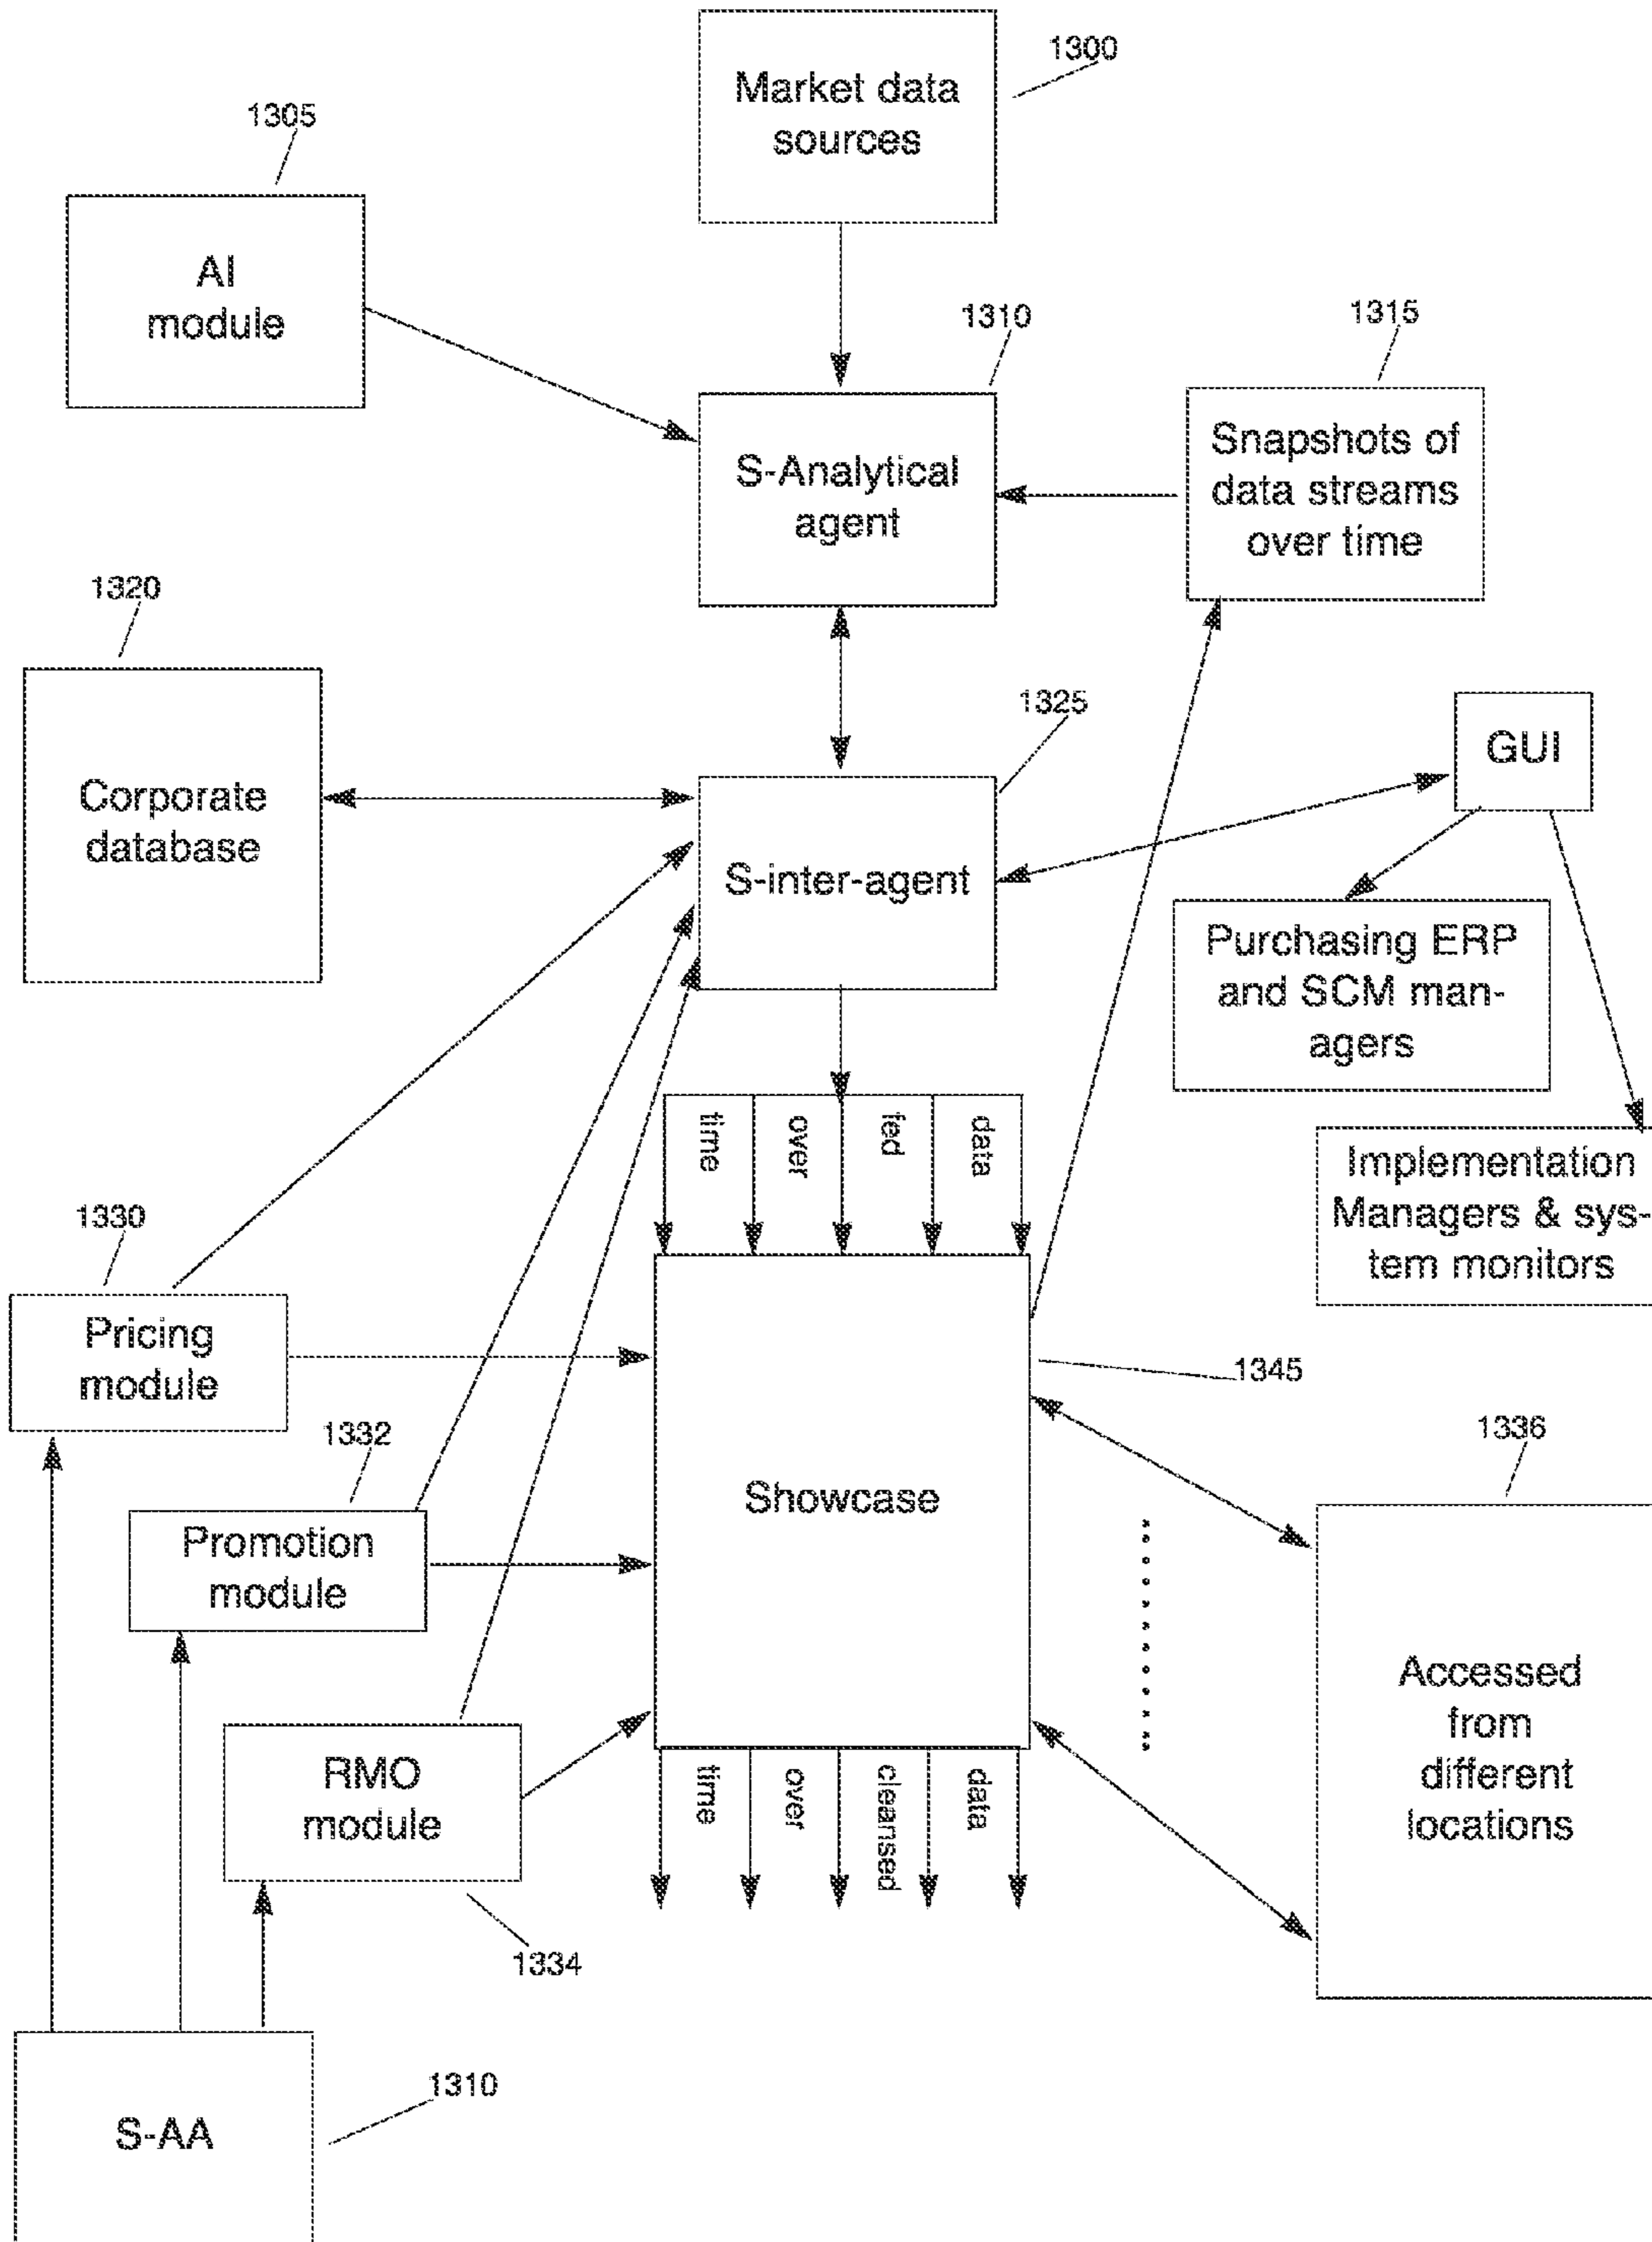 1300
Market data
sources
1305
AI
module
1310
1315
S-Analytical
agent
Snapshots of
data streams
over time
1320
Corporate
database
1325
S-inter-agent
GUI
Purchasing ERP
and SCM man-
agers
Implementation
Managers & sys-
tem monitors
time
over
fed
data
1330
Pricing
module
1345
1332
Promotion
module
Showcase
1336
Accessed
from
different
locations
RMO
module
1334
time
over
cleansed
data
1310
S-AA